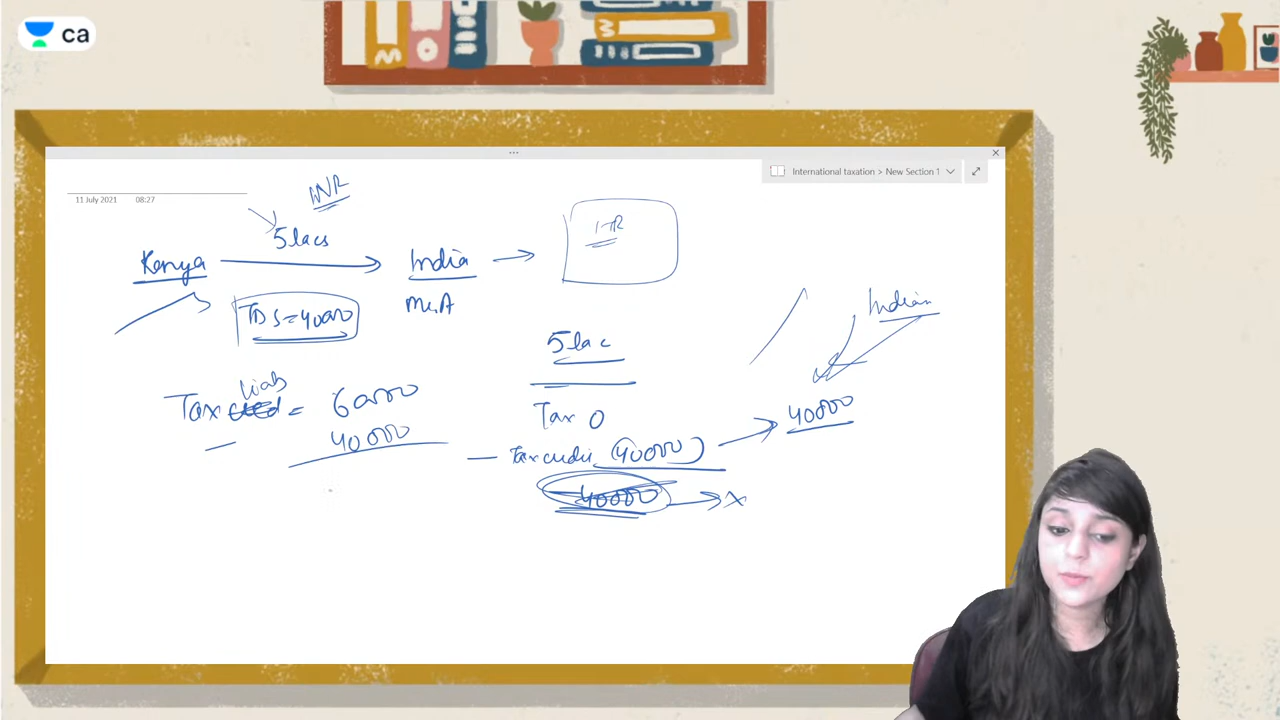 ca
International taxation > New Section 1
11 July 2021 08:27
INR
5 lacs
Kenya
India
ITR
TDS = 40000
Mr. A
Indian
5 lac
Tax liab = 60000
40000
Tax 0
40000
Tax credit (40000)
40000 x